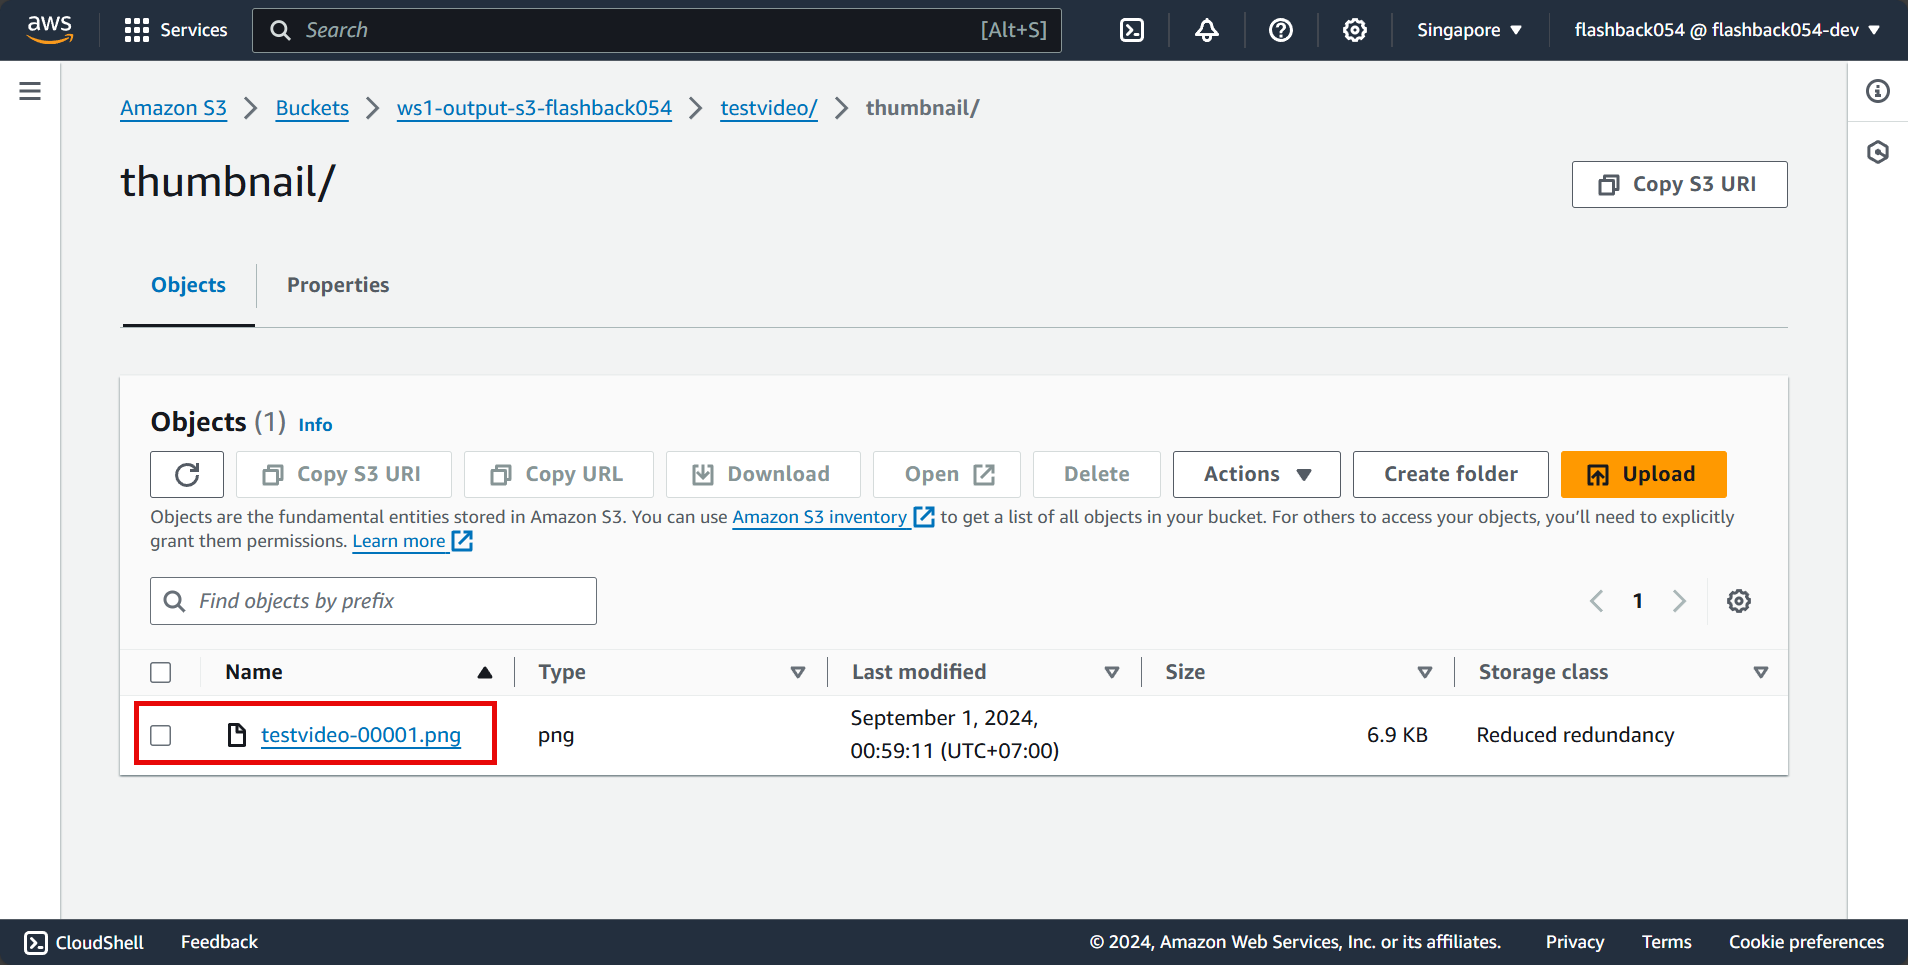 aws Services Search [Alt+S] Singapore flashback054 @ flashback054-dev
Amazon S3 Buckets ws1-output-s3-flashback054 testvideo/ thumbnail/
thumbnail/
Copy S3 URI
Objects Properties
Objects (1) Info
Copy S3 URI Copy URL Download Open Delete Actions Create folder Upload
Objects are the fundamental entities stored in Amazon S3. You can use Amazon S3 inventory to get a list of all objects in your bucket. For others to access your objects, you’ll need to explicitly
grant them permissions. Learn more
Find objects by prefix 1
Name Type Last modified Size Storage class
testvideo-00001.png png September 1, 2024, 6.9 KB Reduced redundancy
00:59:11 (UTC+07:00)
CloudShell Feedback © 2024, Amazon Web Services, Inc. or its affiliates. Privacy Terms Cookie preferences